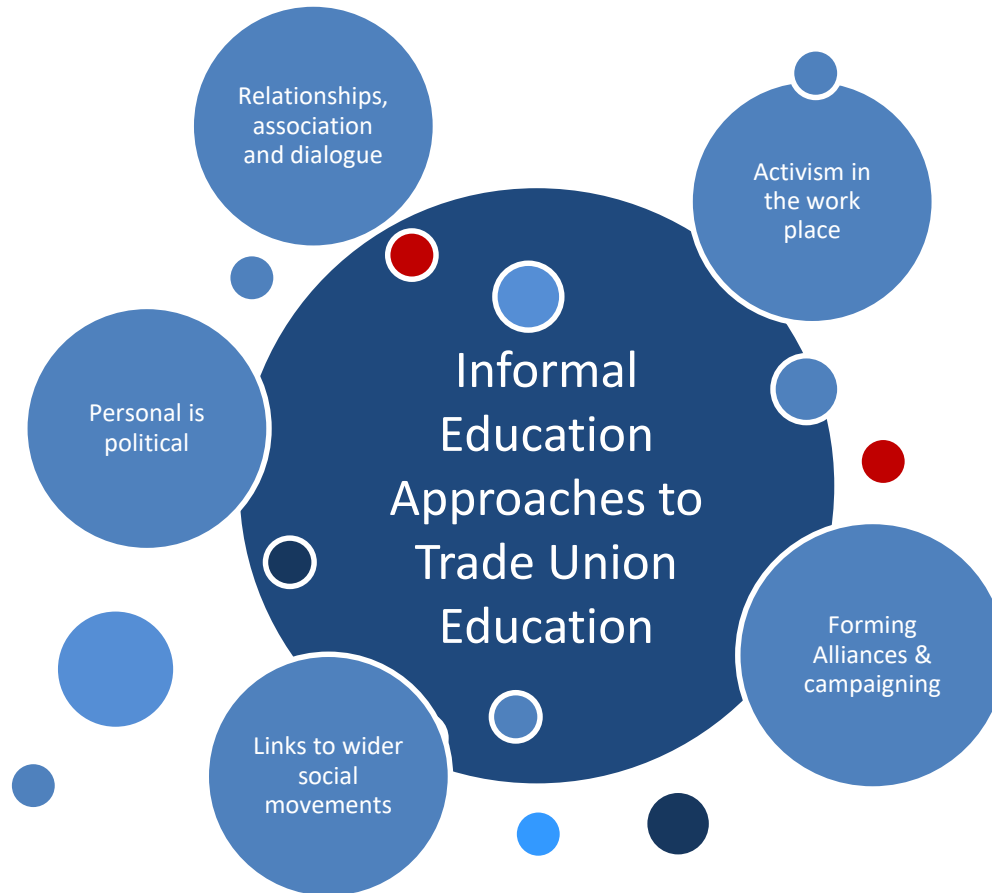 Relationships,
association
and dialogue
Activism in
the work
place
Informal
Education
Approaches to
Trade Union
Education
Personal is
political
Forming
Alliances &
campaigning
Links to wider
social
movements